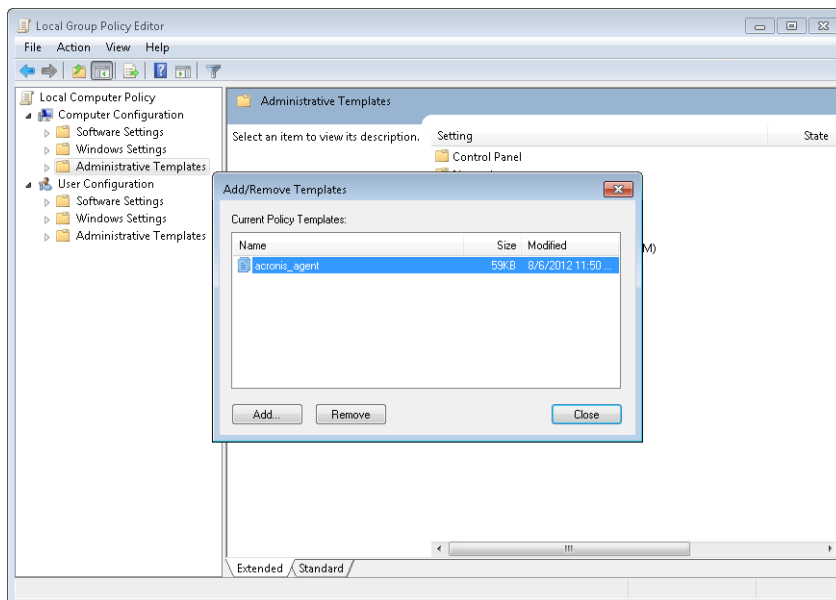 Local Group Policy Editor
File Action View Help
Local Computer Policy
Computer Configuration
Software Settings
Windows Settings
Administrative Templates
User Configuration
Software Settings
Windows Settings
Administrative Templates
Administrative Templates
Select an item to view its description.
Setting State
Control Panel
M)
Add/Remove Templates
Current Policy Templates:
Name Size Modified
acronis_agent 59KB 8/6/2012 11:50 ...
Add... Remove Close
Extended Standard